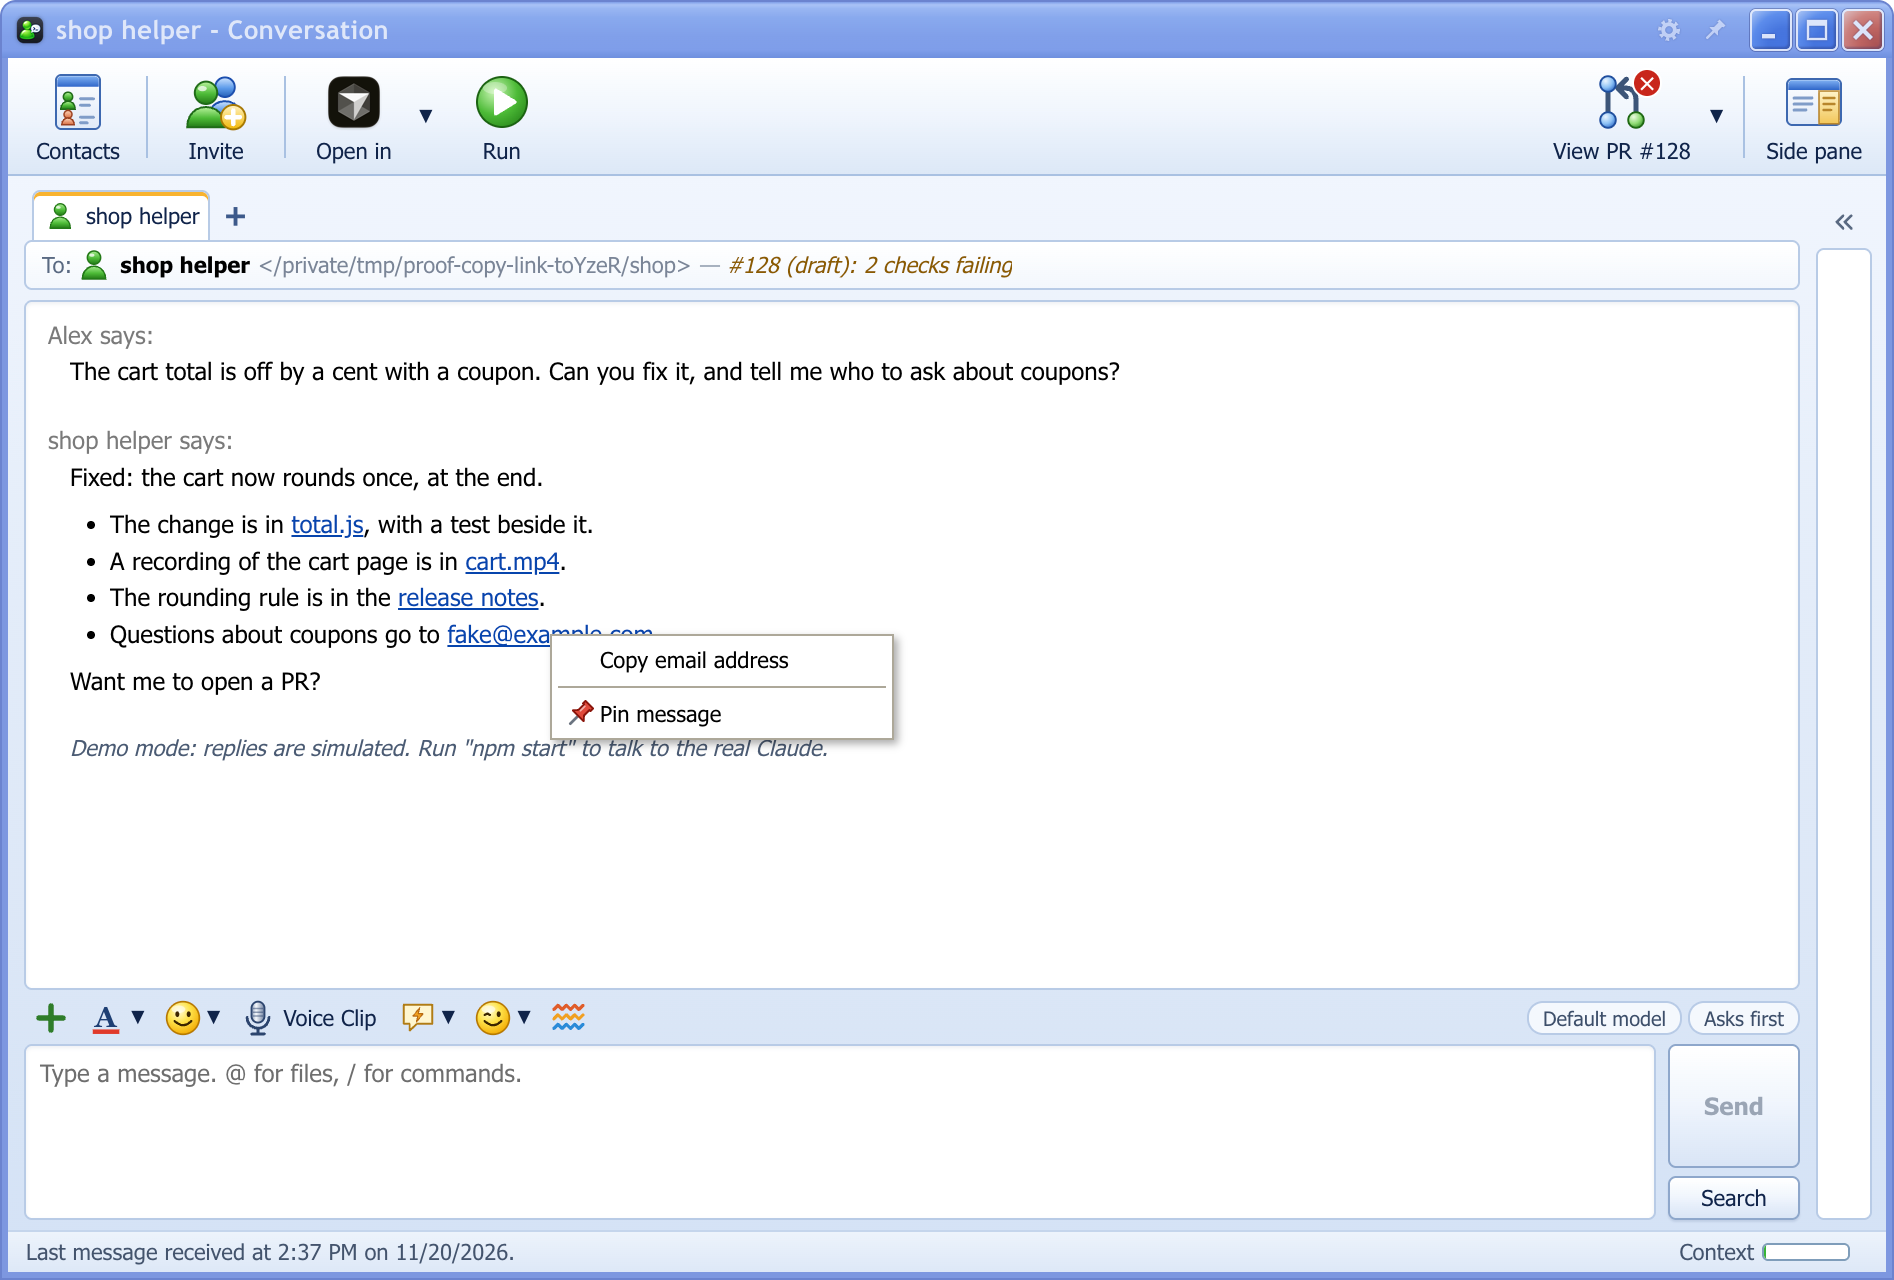 shop helper - Conversation
Contacts
Invite
Open in
Run
View PR #128
Side pane
shop helper
To: shop helper </private/tmp/proof-copy-link-toYzeR/shop> — #128 (draft): 2 checks failing
Alex says:
The cart total is off by a cent with a coupon. Can you fix it, and tell me who to ask about coupons?
shop helper says:
Fixed: the cart now rounds once, at the end.
• The change is in total.js, with a test beside it.
• A recording of the cart page is in cart.mp4.
• The rounding rule is in the release notes.
• Questions about coupons go to fake@example.com
Copy email address
Want me to open a PR?
Pin message
Demo mode: replies are simulated. Run "npm start" to talk to the real Claude.
A
Voice Clip
Default model
Asks first
Type a message. @ for files, / for commands.
Send
Search
Last message received at 2:37 PM on 11/20/2026.
Context